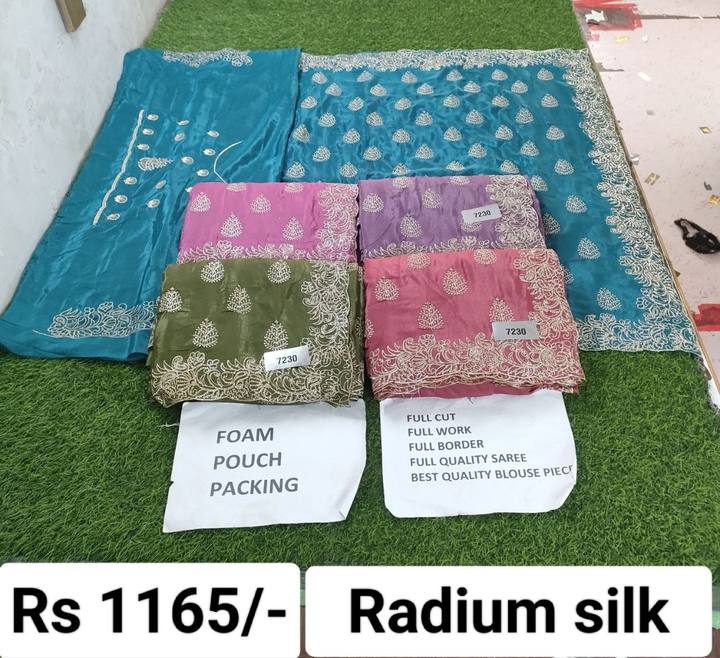 7230
7230
7230
FOAM
POUCH
PACKING
FULL CUT
FULL WORK
FULL BORDER
FULL QUALITY SAREE
BEST QUALITY BLOUSE PIECE
Rs 1165/-
Radium silk